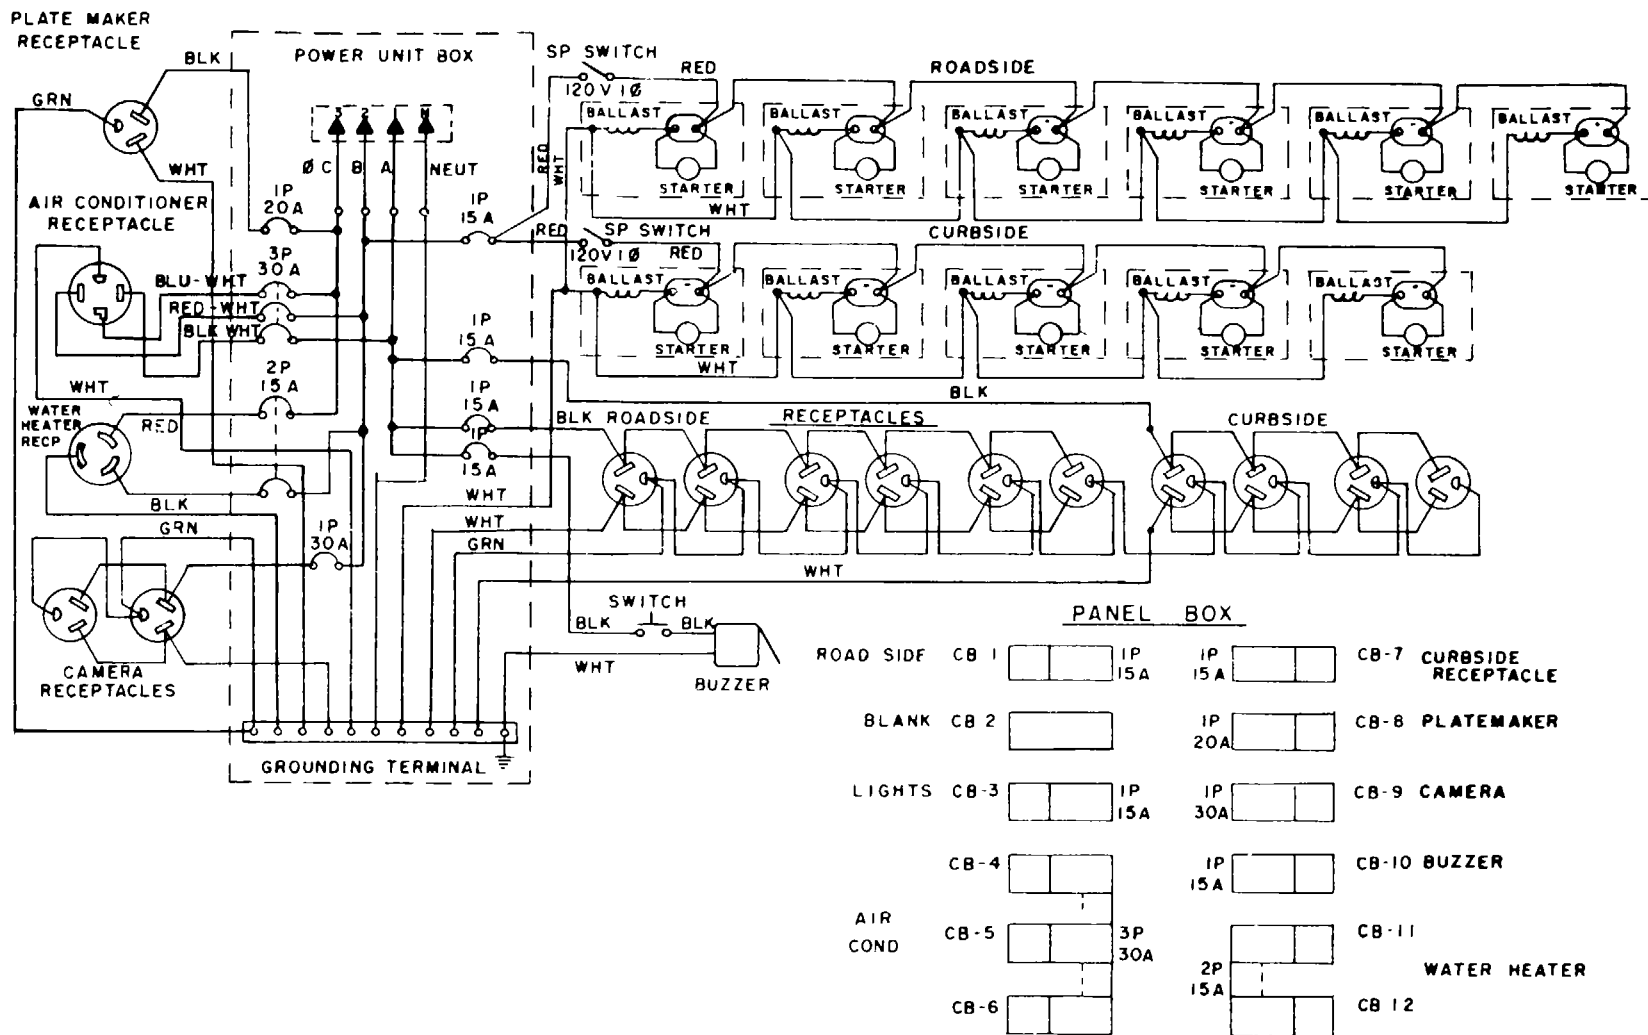 PLATE MAKER
RECEPTACLE
BLK
GRN
WHT
POWER UNIT BOX
3 2 1 N
Ø C B A NEUT
1P
20A
1P
15A
SP SWITCH
120V 1Ø
RED
ROADSIDE
BALLAST BALLAST BALLAST BALLAST BALLAST BALLAST
STARTER STARTER STARTER STARTER STARTER STARTER
RED
WHT
WHT
AIR CONDITIONER
RECEPTACLE
3P
30A
BLU-WHT
RED-WHT
BLK WHT
RED
SP SWITCH
120V 1Ø
RED
CURBSIDE
BALLAST BALLAST BALLAST BALLAST BALLAST
STARTER STARTER STARTER STARTER STARTER
WHT
1P
15A
BLK
WHT
2P
15A
WATER
HEATER
RECP
RED
BLK
1P
15A
1P
15A
BLK ROADSIDE RECEPTACLES CURBSIDE
WHT
WHT
GRN
WHT
GRN
1P
30A
CAMERA
RECEPTACLES
SWITCH
BLK BLK
WHT
BUZZER
GROUNDING TERMINAL
PANEL BOX
ROAD SIDE CB 1 1P 15A
1P 15A CB-7 CURBSIDE RECEPTACLE
BLANK CB 2
1P 20A CB-8 PLATEMAKER
LIGHTS CB-3 1P 15A
1P 30A CB-9 CAMERA
CB-4
1P 15A CB-10 BUZZER
AIR COND CB-5 3P 30A
CB-11
2P 15A WATER HEATER
CB-6
CB 12